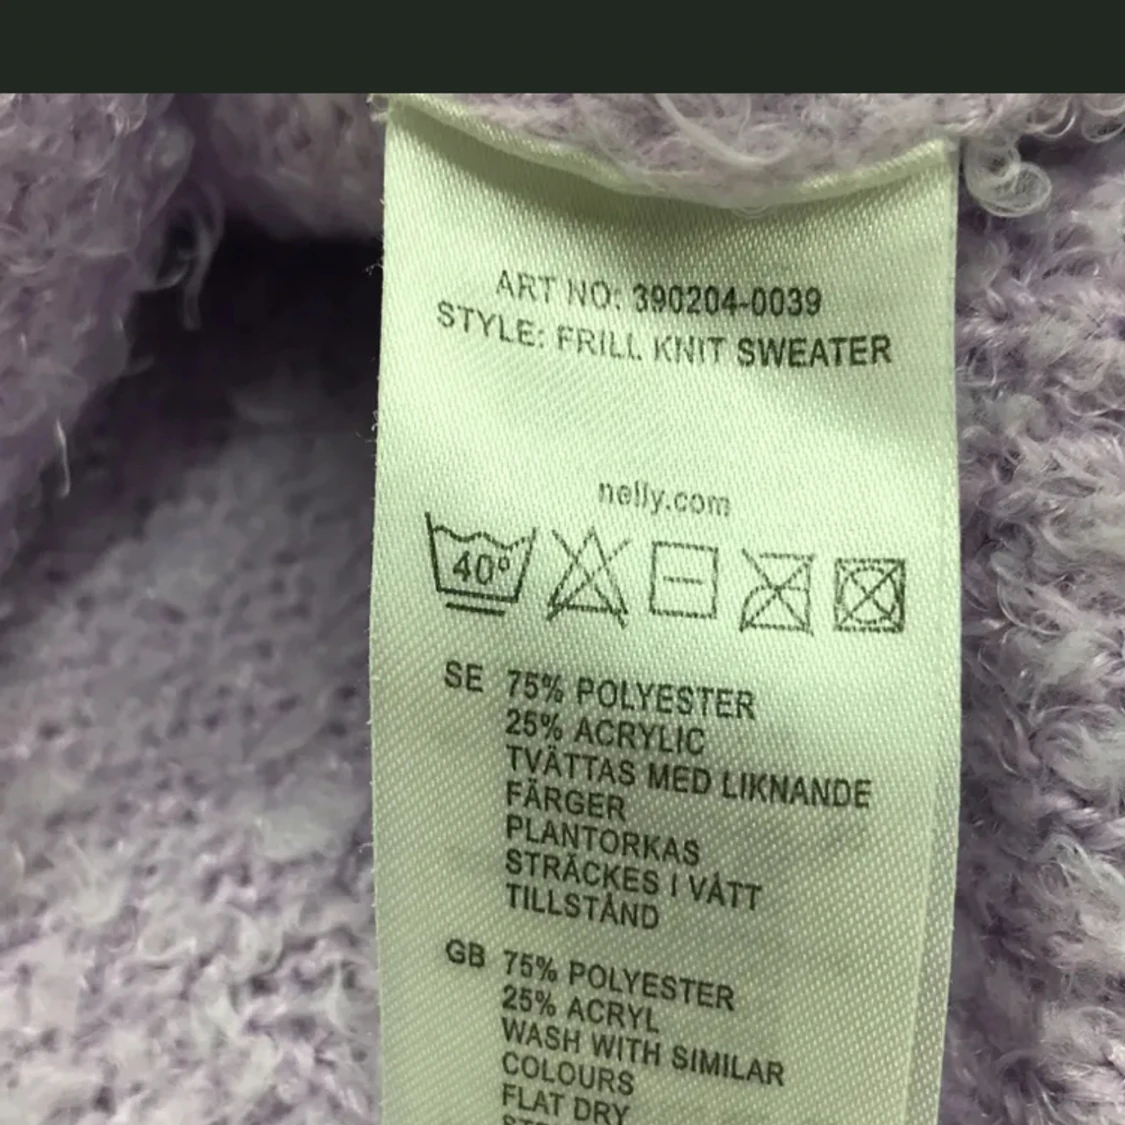 ART NO: 390204-0039
STYLE: FRILL KNIT SWEATER
nelly.com
40°
SE 75% POLYESTER
25% ACRYLIC
TVÄTTAS MED LIKNANDE
FÄRGER
PLANTORKAS
STRÄCKES I VÅTT
TILLSTÅND
GB 75% POLYESTER
25% ACRYL
WASH WITH SIMILAR
COLOURS
FLAT DRY